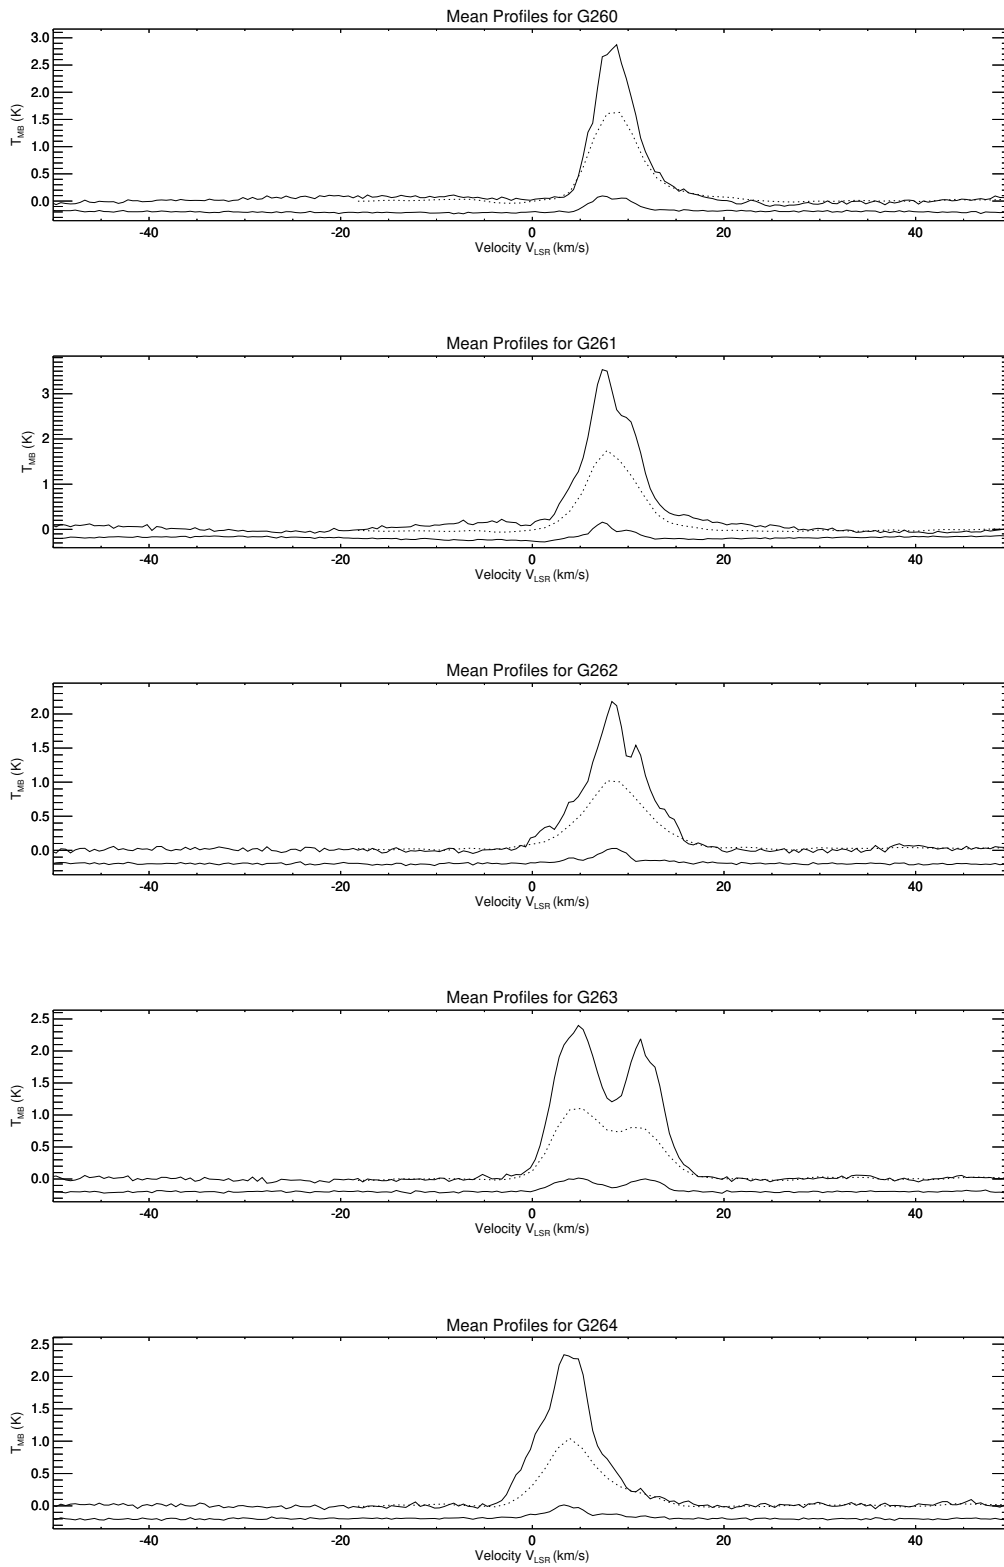 Mean Profiles for G260
3.0
2.5
2.0
1.5
1.0
0.5
0.0
T_MB (K)
-40 -20 0 20 40
Velocity V_LSR (km/s)
Mean Profiles for G261
3
2
1
0
T_MB (K)
-40 -20 0 20 40
Velocity V_LSR (km/s)
Mean Profiles for G262
2.0
1.5
1.0
0.5
0.0
T_MB (K)
-40 -20 0 20 40
Velocity V_LSR (km/s)
Mean Profiles for G263
2.5
2.0
1.5
1.0
0.5
0.0
T_MB (K)
-40 -20 0 20 40
Velocity V_LSR (km/s)
Mean Profiles for G264
2.5
2.0
1.5
1.0
0.5
0.0
T_MB (K)
-40 -20 0 20 40
Velocity V_LSR (km/s)